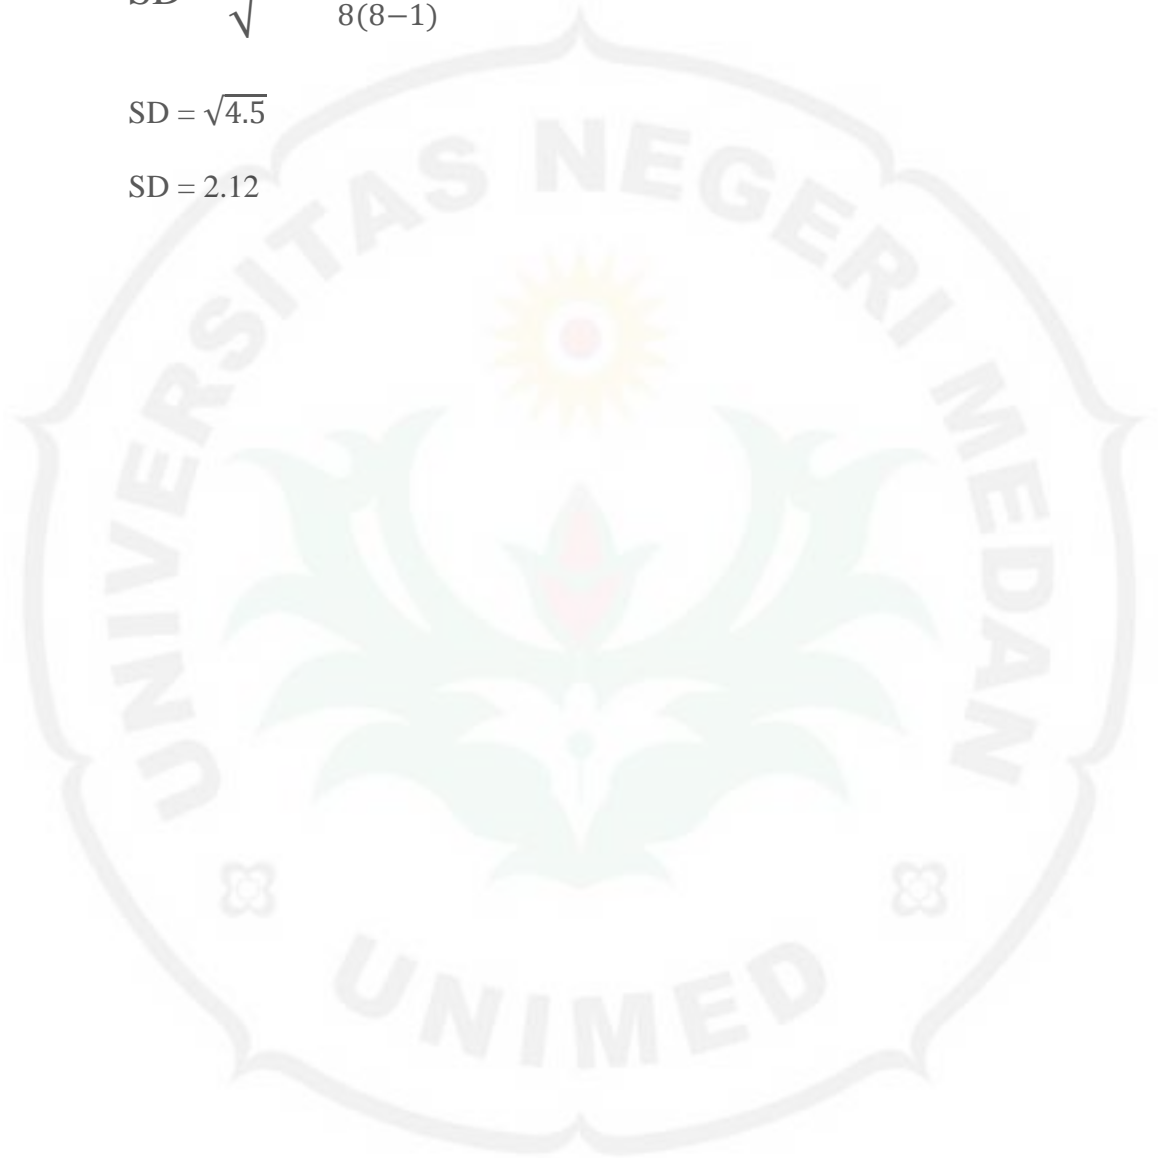 SD
8(8−1)
SD = √4.5
SD = 2.12
UNIVERSITAS NEGERI MEDAN
UNIMED